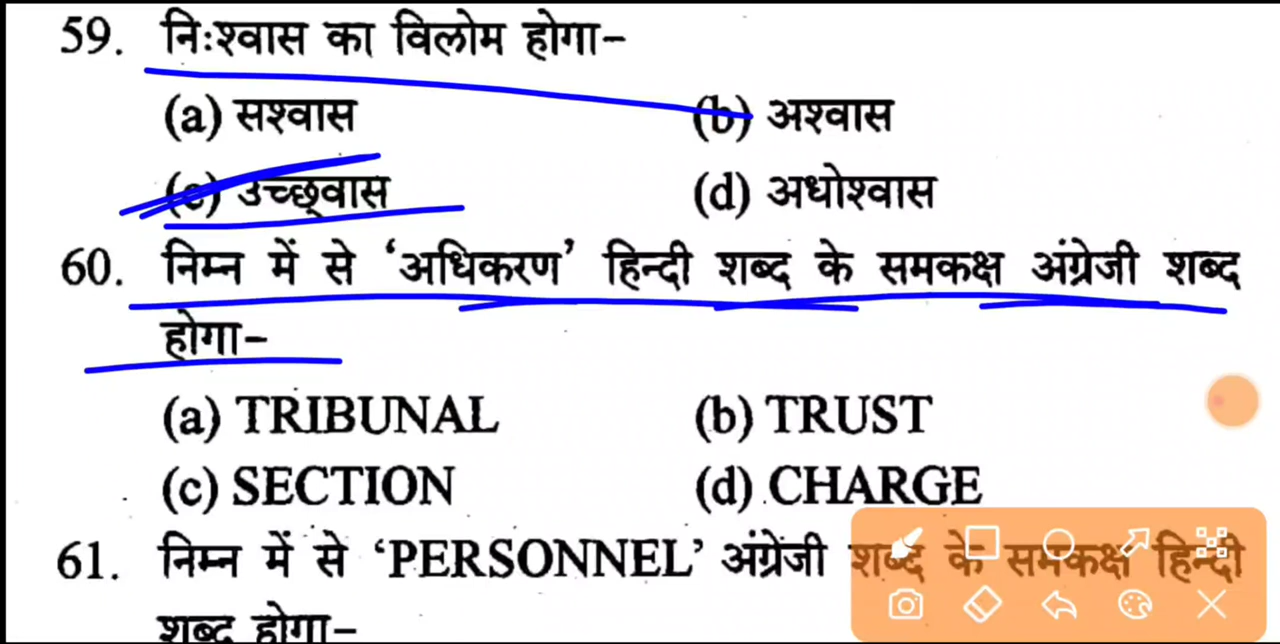 59. निःश्वास का विलोम होगा–
(a) सश्वास (b) अश्वास
(c) उच्छ्वास (d) अधोश्वास
60. निम्न में से ‘अधिकरण’ हिन्दी शब्द के समकक्ष अंग्रेजी शब्द
होगा–
(a) TRIBUNAL (b) TRUST
(c) SECTION (d) CHARGE
61. निम्न में से ‘PERSONNEL’ अंग्रेजी शब्द के समकक्ष हिन्दी
शब्द होगा–